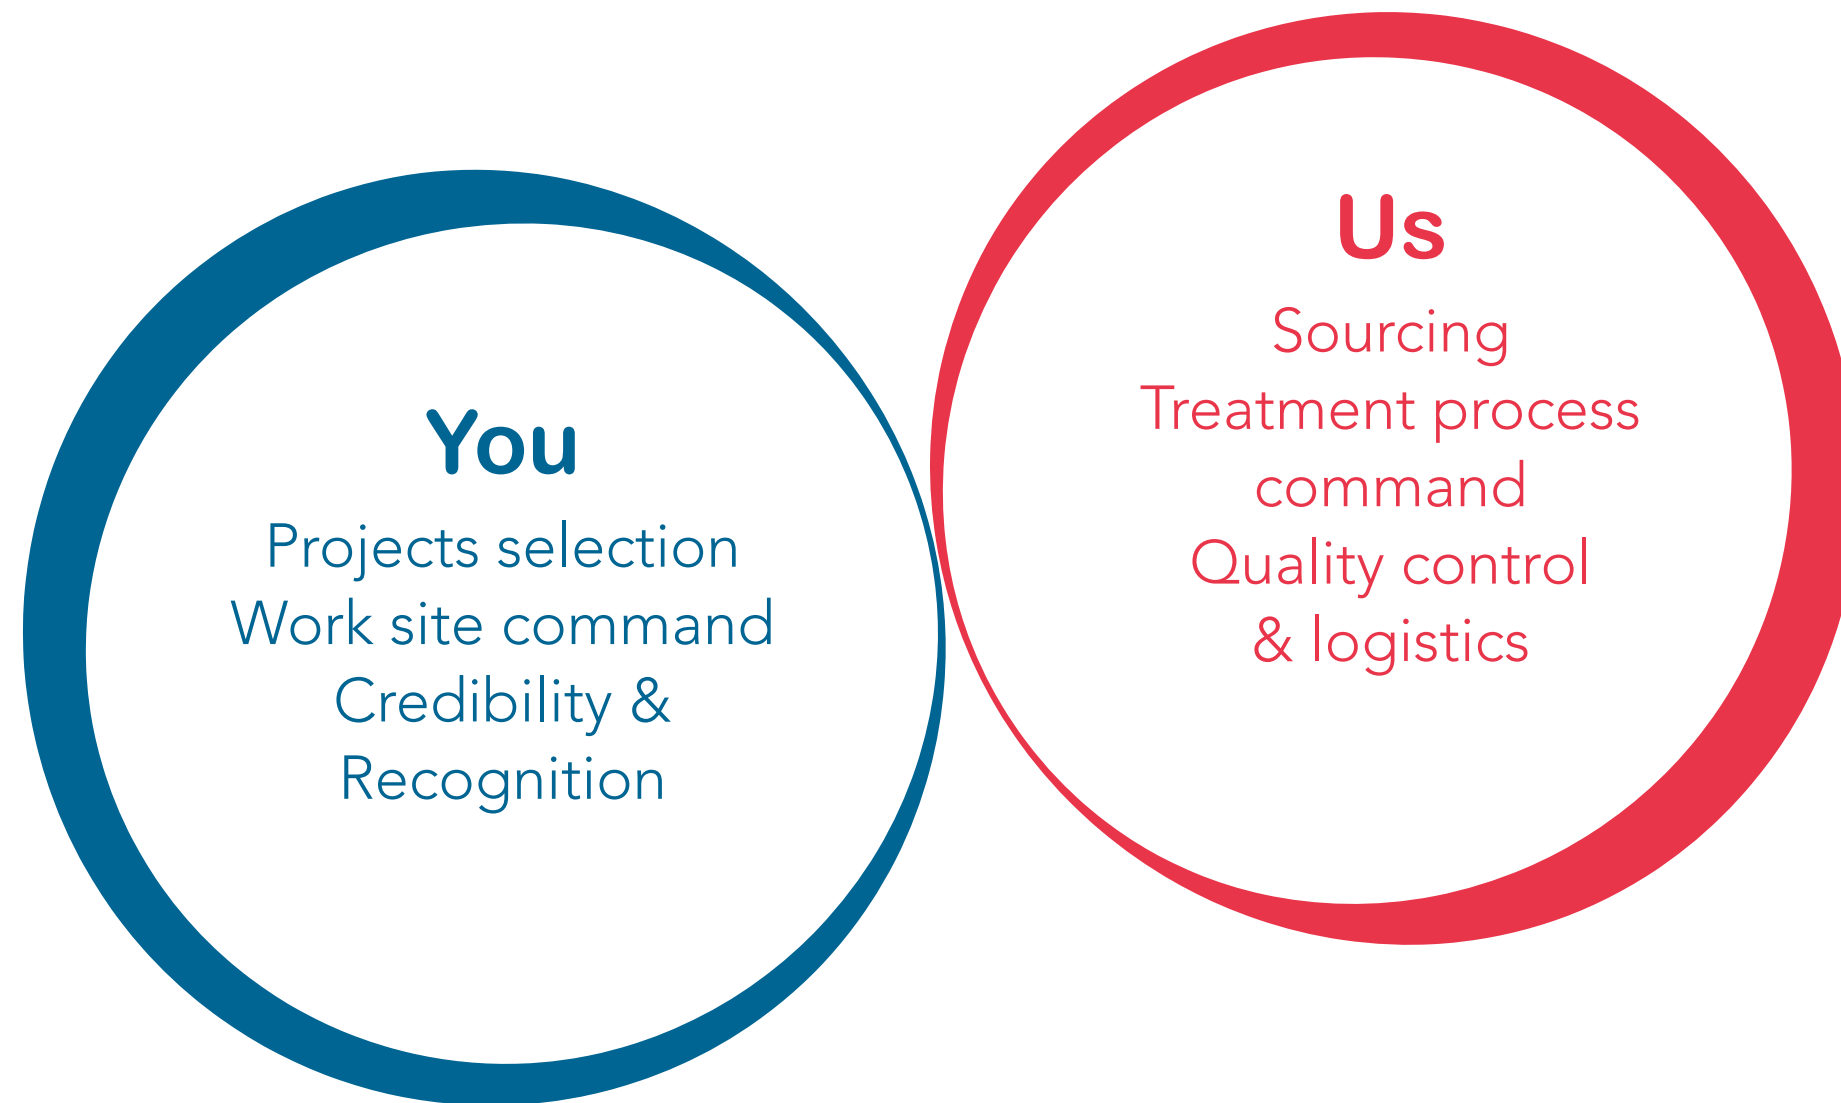 You
Projects selection
Work site command
Credibility &
Recognition
Us
Sourcing
Treatment process
command
Quality control
& logistics